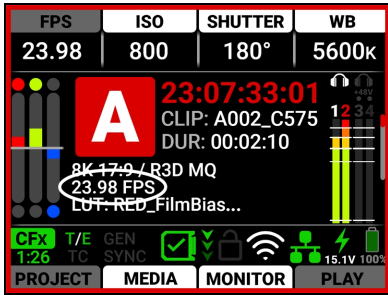 FPS ISO SHUTTER WB
23.98 800 180° 5600K
A
23:07:33:01
CLIP: A002_C575
DUR: 00:02:10
+48V
1 2 3 4
8K 17:9 / R3D MQ
23.98 FPS
LUT: RED_FilmBias...
CFx T/E GEN
1:26 TC SYNC
15.1V 100%
PROJECT MEDIA MONITOR PLAY